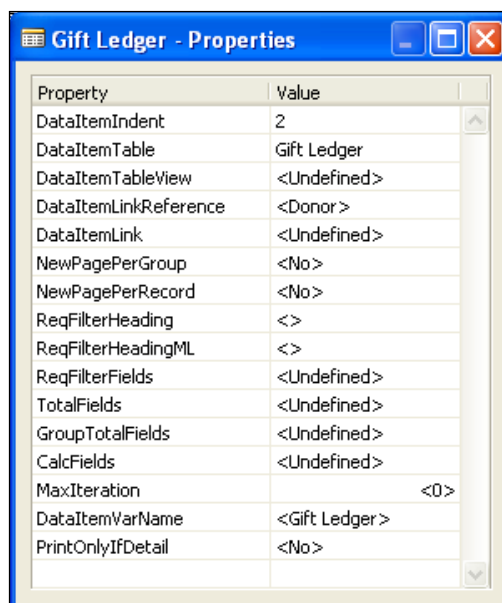 Gift Ledger - Properties
Property Value
DataItemIndent 2
DataItemTable Gift Ledger
DataItemTableView <Undefined>
DataItemLinkReference <Donor>
DataItemLink <Undefined>
NewPagePerGroup <No>
NewPagePerRecord <No>
ReqFilterHeading <>
ReqFilterHeadingML <>
ReqFilterFields <Undefined>
TotalFields <Undefined>
GroupTotalFields <Undefined>
CalcFields <Undefined>
MaxIteration <0>
DataItemVarName <Gift Ledger>
PrintOnlyIfDetail <No>